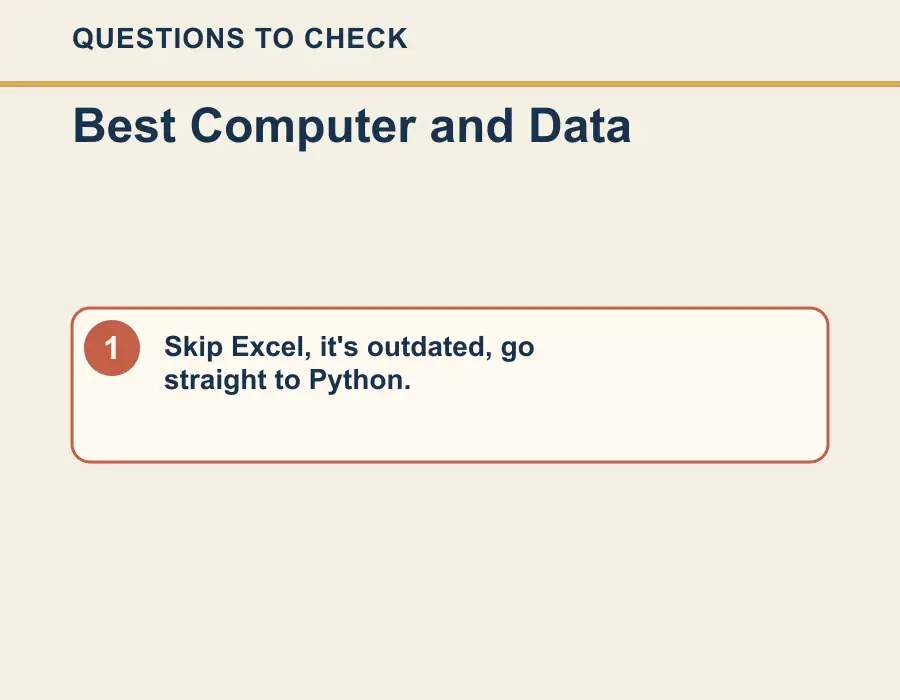 QUESTIONS TO CHECK
Best Computer and Data
1
Skip Excel, it's outdated, go
straight to Python.